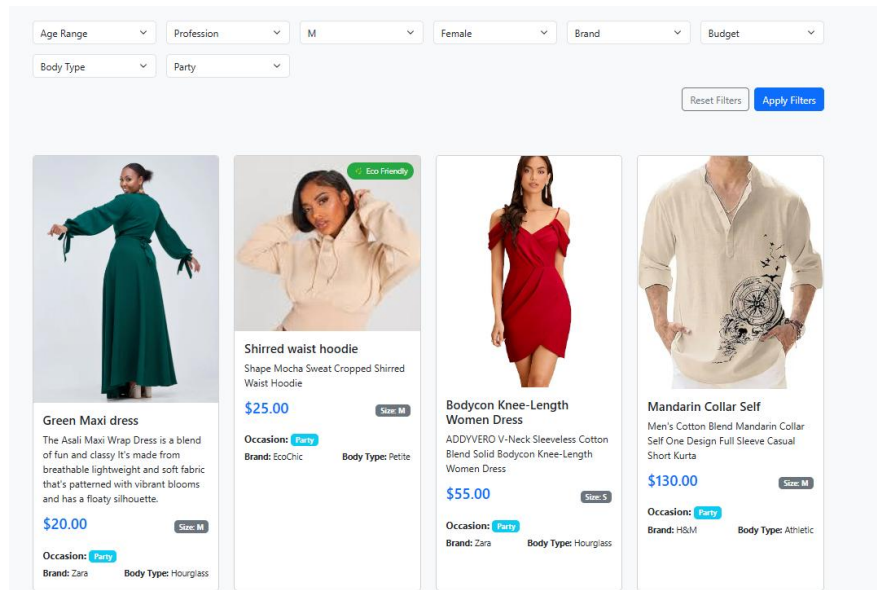 Age Range
Profession
M
Female
Brand
Budget
Body Type
Party
Reset Filters
Apply Filters
Green Maxi dress
The Asali Maxi Wrap Dress is a blend
of fun and classy It's made from
breathable lightweight and soft fabric
that's patterned with vibrant blooms
and has a floaty silhouette.
$20.00
Size: M
Occasion: Party
Brand: Zara
Body Type: Hourglass
Eco Friendly
Shirred waist hoodie
Shape Mocha Sweat Cropped Shirred
Waist Hoodie
$25.00
Size: M
Occasion: Party
Brand: EcoChic
Body Type: Petite
Bodycon Knee-Length
Women Dress
ADDYVERO V-Neck Sleeveless Cotton
Blend Solid Bodycon Knee-Length
Women Dress
$55.00
Size: S
Occasion: Party
Brand: Zara
Body Type: Hourglass
Mandarin Collar Self
Men's Cotton Blend Mandarin Collar
Self One Design Full Sleeve Casual
Short Kurta
$130.00
Size: M
Occasion: Party
Brand: H&M
Body Type: Athletic